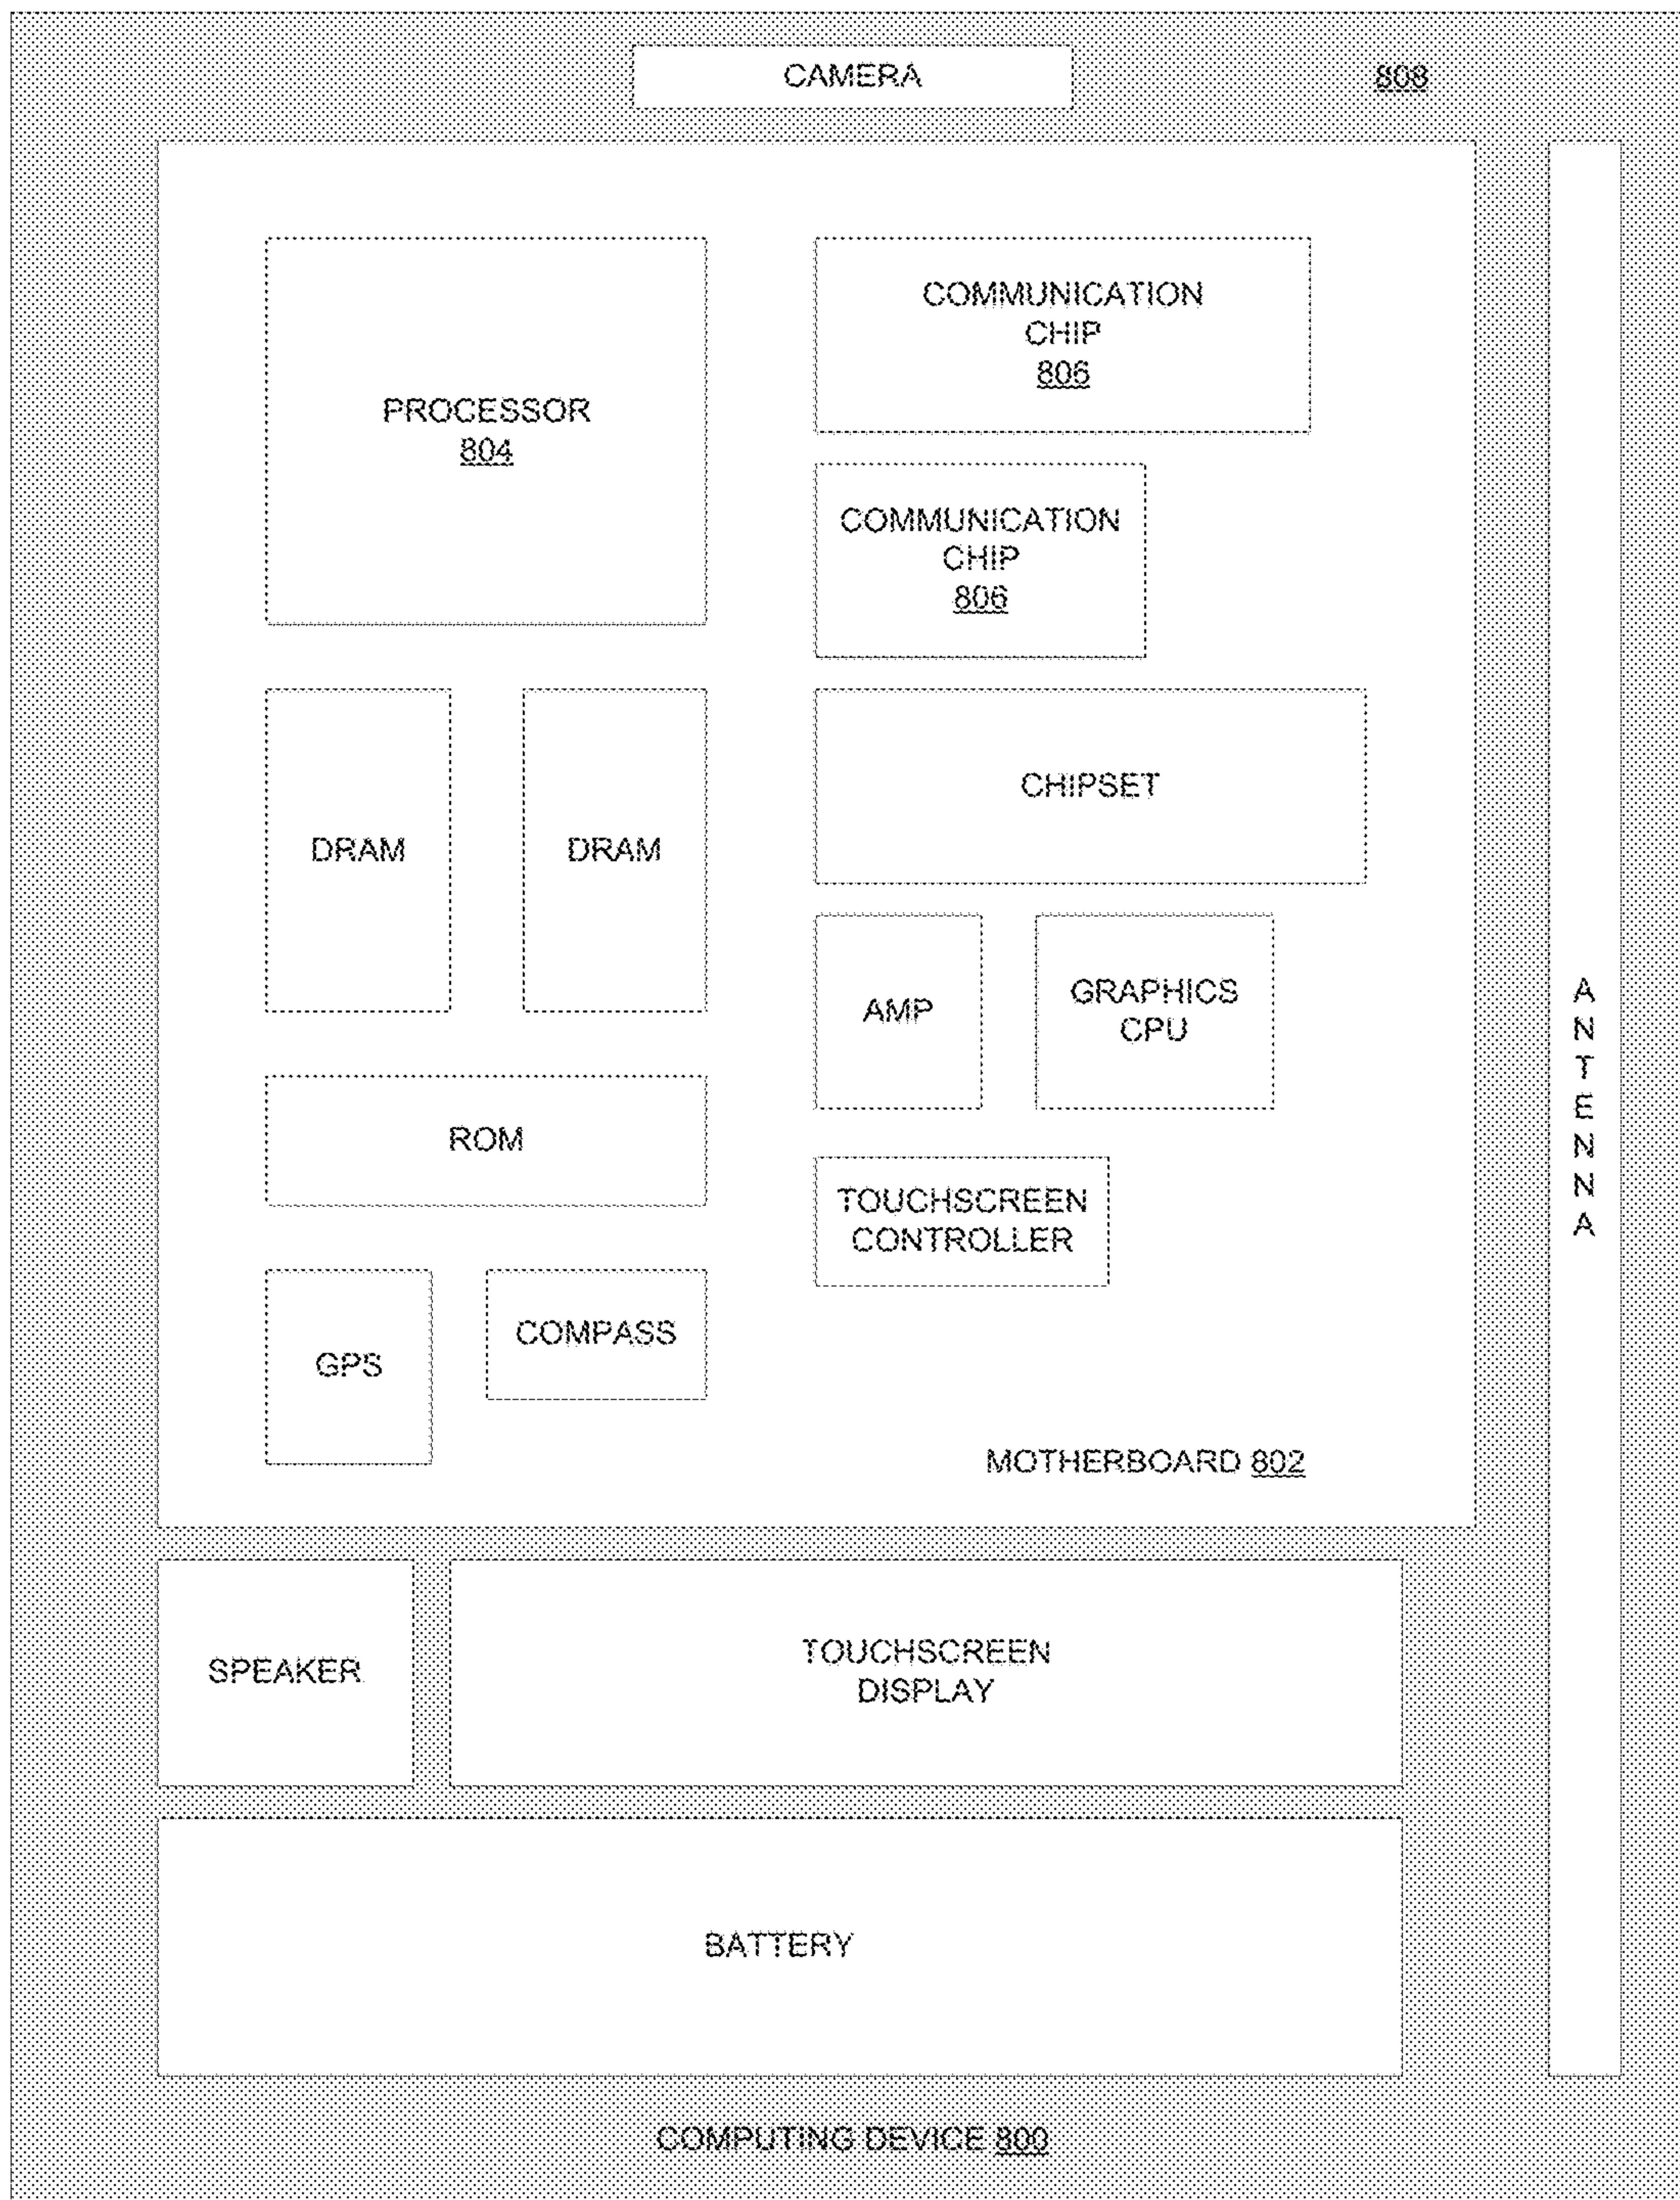 CAMERA
808
PROCESSOR
804
COMMUNICATION
CHIP
806
COMMUNICATION
CHIP
806
DRAM
DRAM
CHIPSET
AMP
GRAPHICS
CPU
ROM
TOUCHSCREEN
CONTROLLER
GPS
COMPASS
MOTHERBOARD 802
ANTENNA
SPEAKER
TOUCHSCREEN
DISPLAY
BATTERY
COMPUTING DEVICE 800